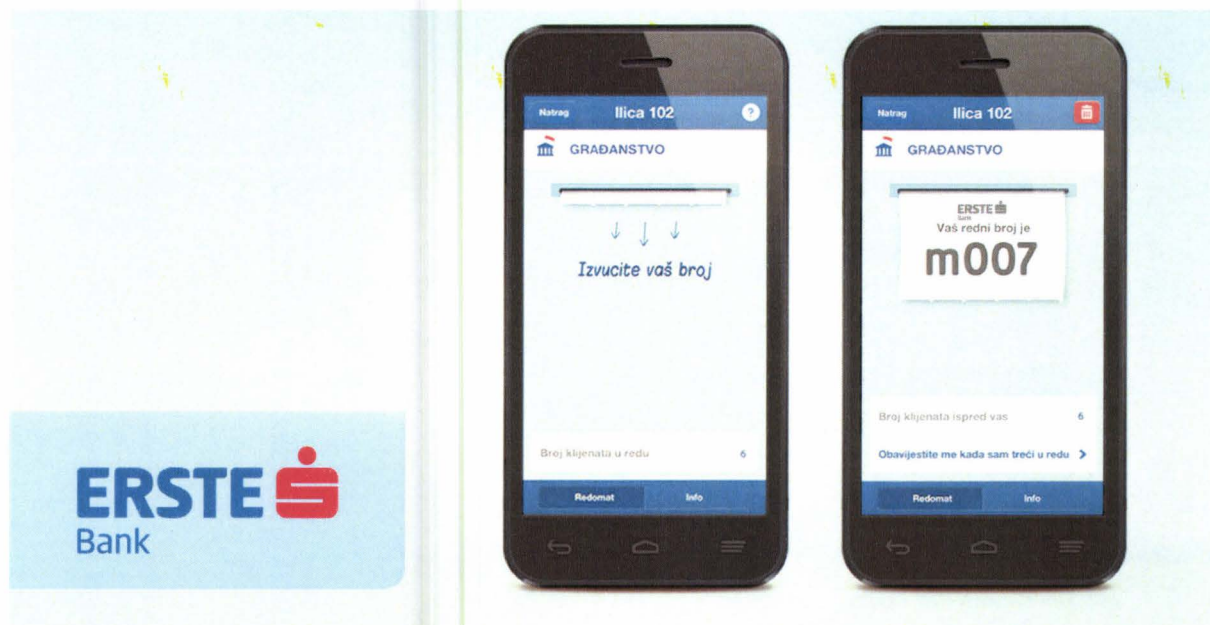 ERSTE
Bank
Natrag
Ilica 102
?
GRAĐANSTVO
Izvucite vaš broj
Broj klijenata u redu
6
Redomat
Info
Natrag
Ilica 102
GRAĐANSTVO
ERSTE
Bank
Vaš redni broj je
m007
Broj klijenata ispred vas
6
Obavijestite me kada sam treći u redu
Redomat
Info